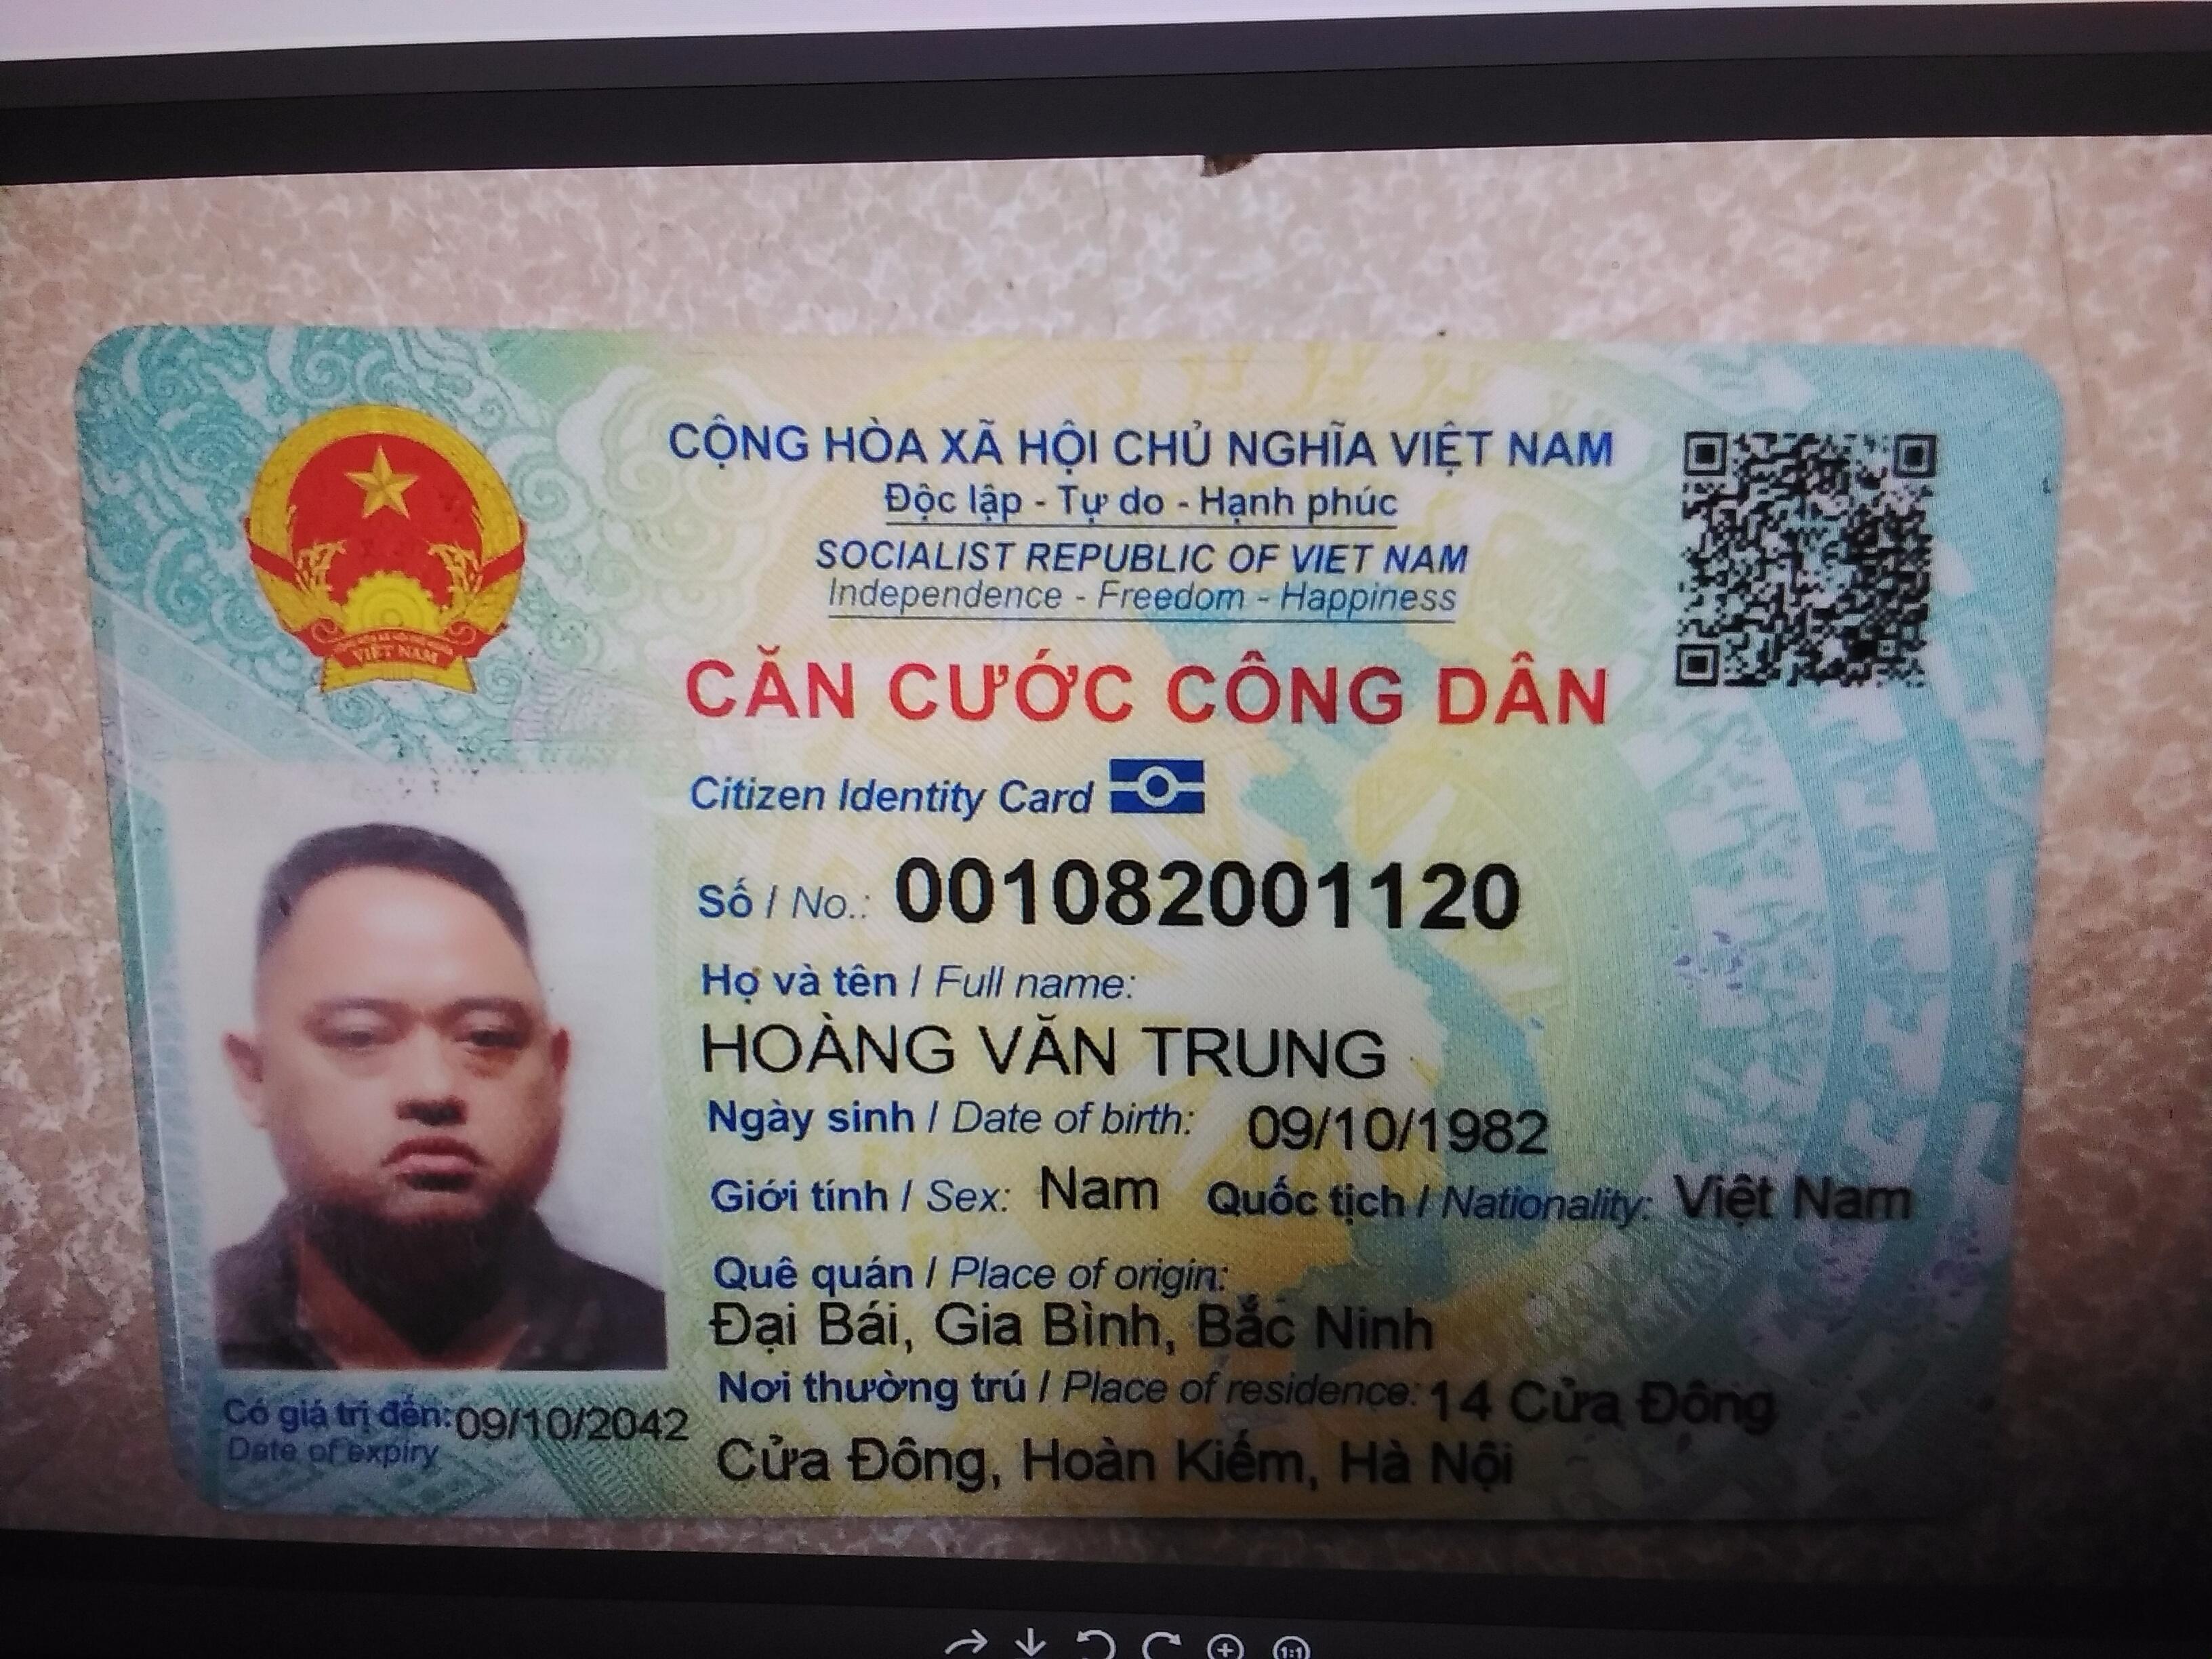 CỘNG HÒA XÃ HỘI CHỦ NGHĨA VIỆT NAM
Độc lập - Tự do - Hạnh phúc
SOCIALIST REPUBLIC OF VIET NAM
Independence - Freedom - Happiness
CĂN CƯỚC CÔNG DÂN
Citizen Identity Card
Số / No.: 001082001120
Họ và tên / Full name:
HOÀNG VĂN TRUNG
Ngày sinh / Date of birth: 09/10/1982
Giới tính / Sex: Nam Quốc tịch / Nationality: Việt Nam
Quê quán / Place of origin:
Đại Bái, Gia Bình, Bắc Ninh
Nơi thường trú / Place of residence: 14 Cửa Đông
Cửa Đông, Hoàn Kiếm, Hà Nội
Có giá trị đến: 09/10/2042
Date of expiry
VIỆT NAM
1:1